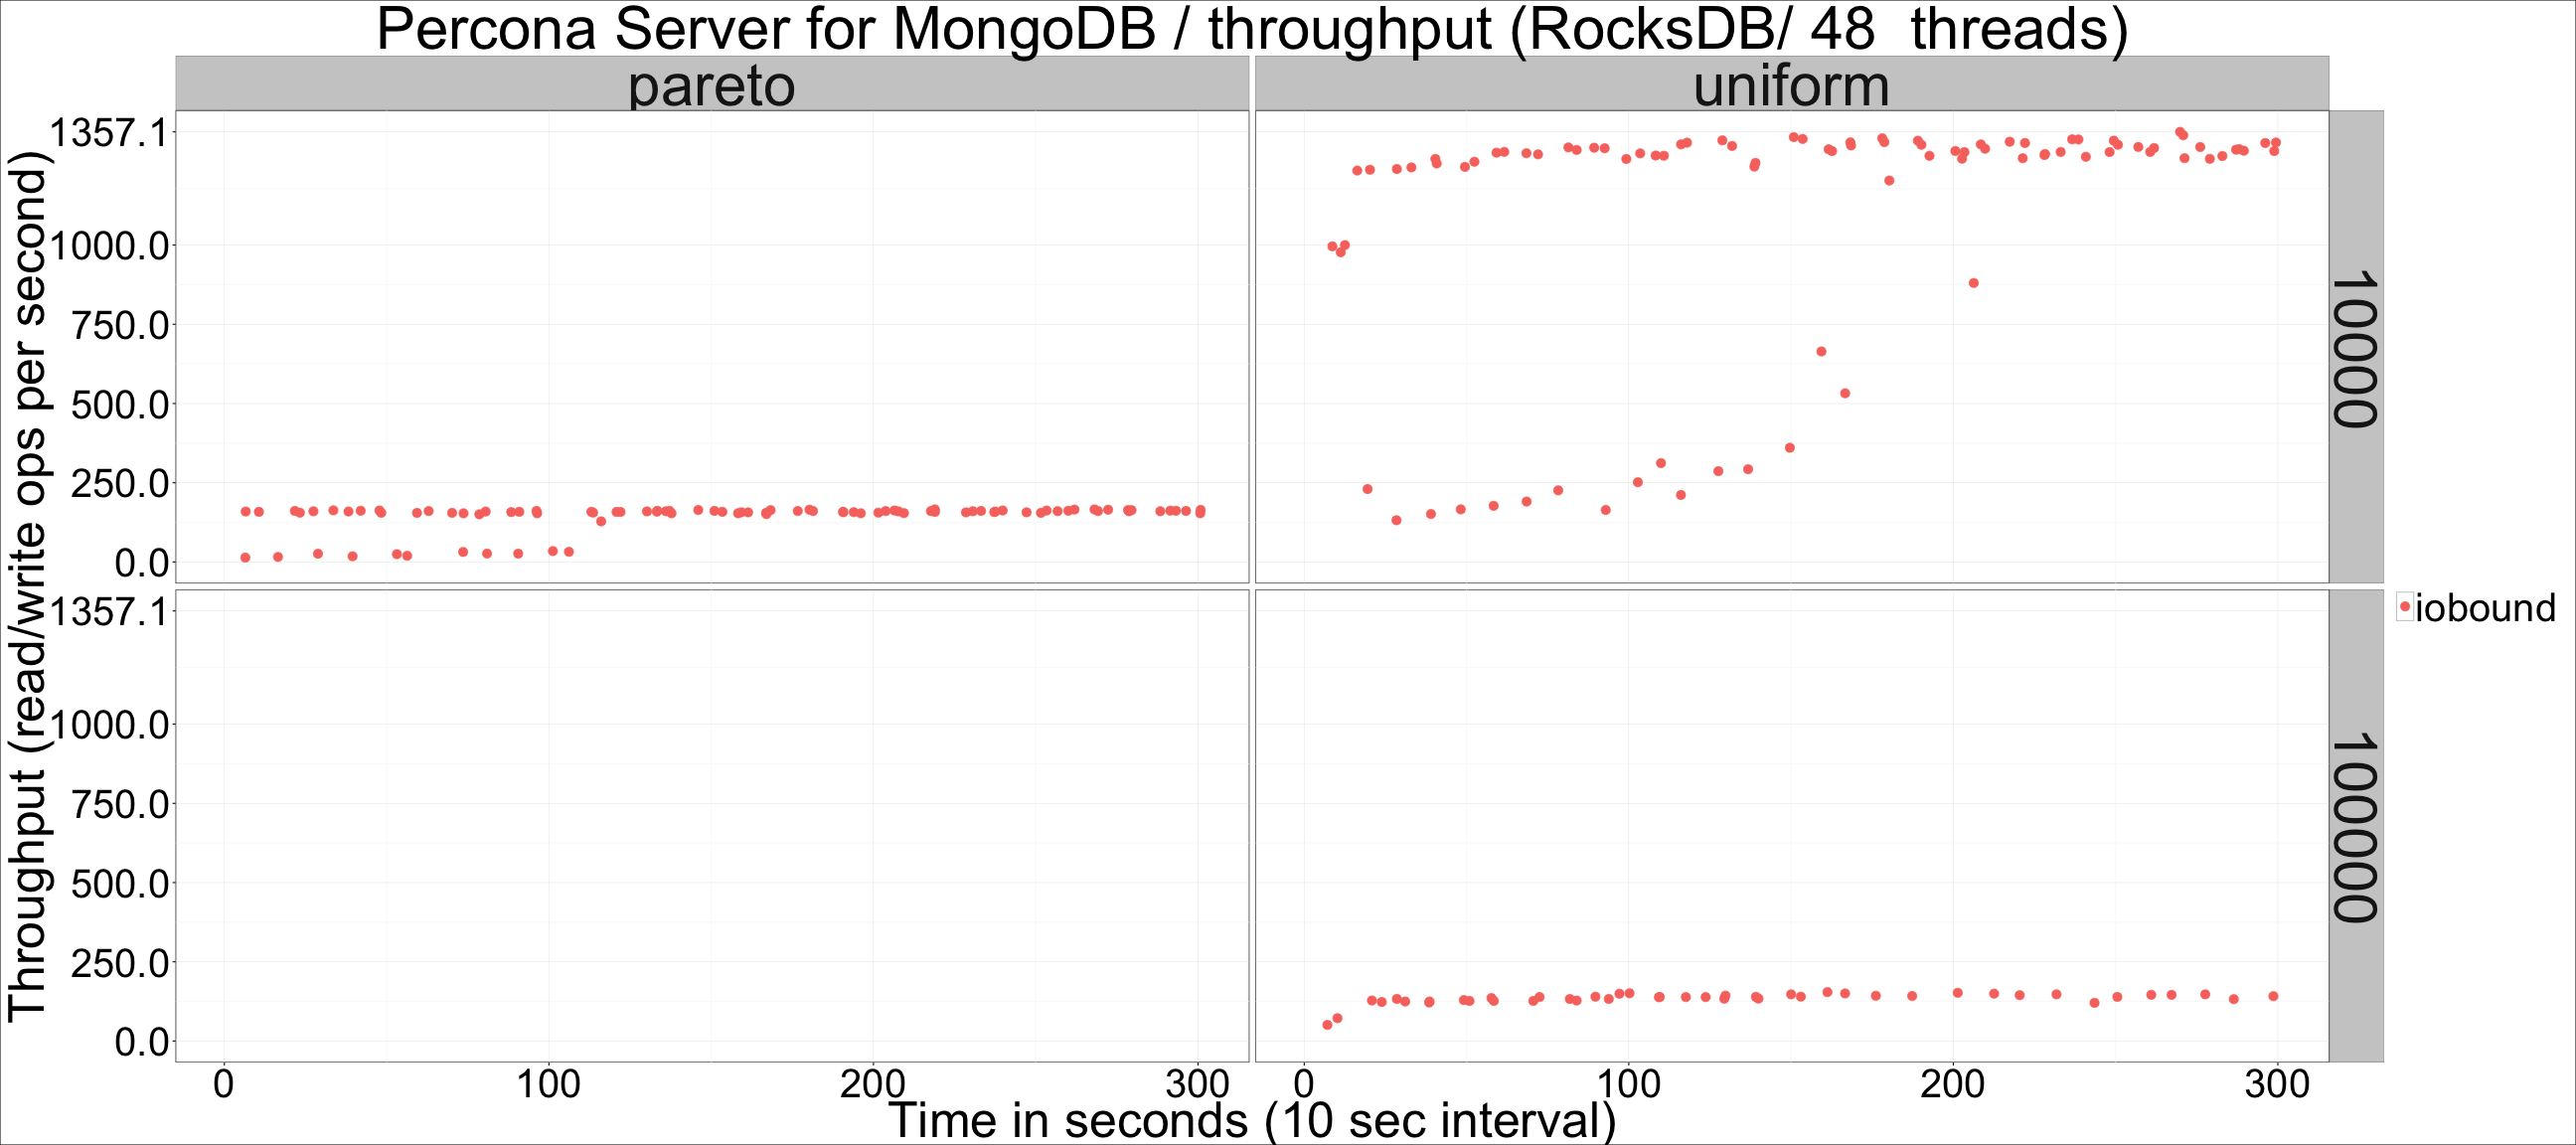 Percona Server for MongoDB / throughput (RocksDB/ 48  threads)
pareto
uniform
Throughput (read/write ops per second)
1357.1
1000.0
750.0
500.0
250.0
0.0
10000
1357.1
1000.0
750.0
500.0
250.0
0.0
100000
iobound
0 100 200 300
0 100 200 300
Time in seconds (10 sec interval)